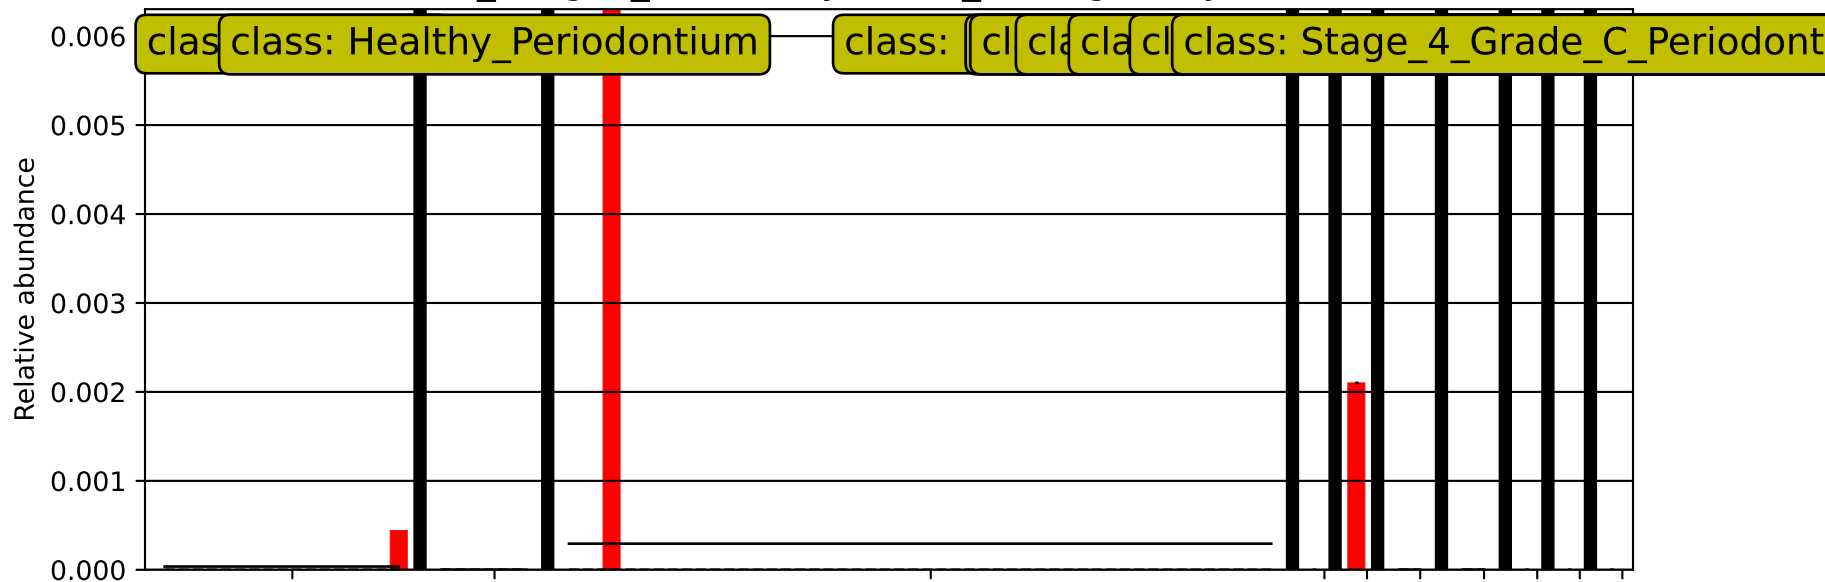 0.006
clas
class: Healthy_Periodontium
class:
cl
cla
cla
cl
class: Stage_4_Grade_C_Periodont
0.005
0.004
0.003
0.002
0.001
0.000
Relative abundance